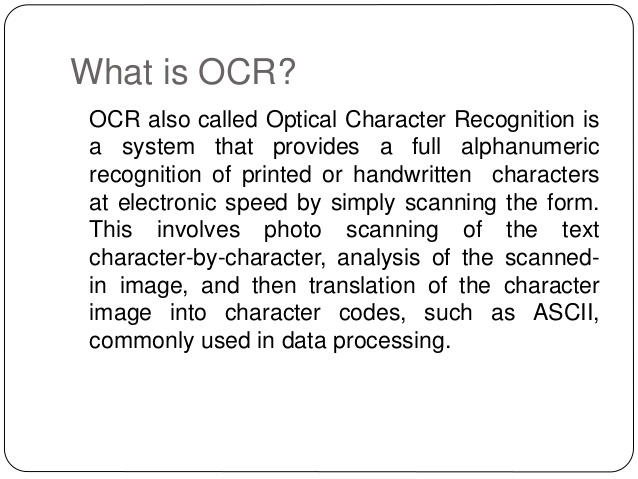 What is OCR?
OCR also called Optical Character Recognition is
a system that provides a full alphanumeric
recognition of printed or handwritten characters
at electronic speed by simply scanning the form.
This involves photo scanning of the text
character-by-character, analysis of the scanned-
in image, and then translation of the character
image into character codes, such as ASCII,
commonly used in data processing.